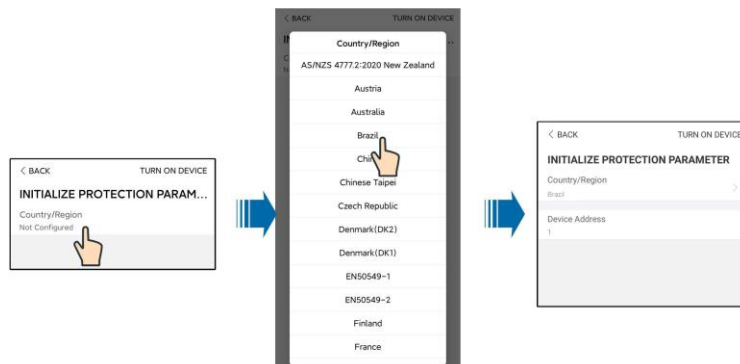 < BACK TURN ON DEVICE
INITIALIZE PROTECTION PARAM...
Country/Region
Not Configured
< BACK TURN ON DEVICE
Country/Region
AS/NZS 4777.2:2020 New Zealand
Austria
Australia
Brazil
Chi
Chinese Taipei
Czech Republic
Denmark(DK2)
Denmark(DK1)
EN50549-1
EN50549-2
Finland
France
< BACK TURN ON DEVICE
INITIALIZE PROTECTION PARAMETER
Country/Region
Brazil
Device Address
1